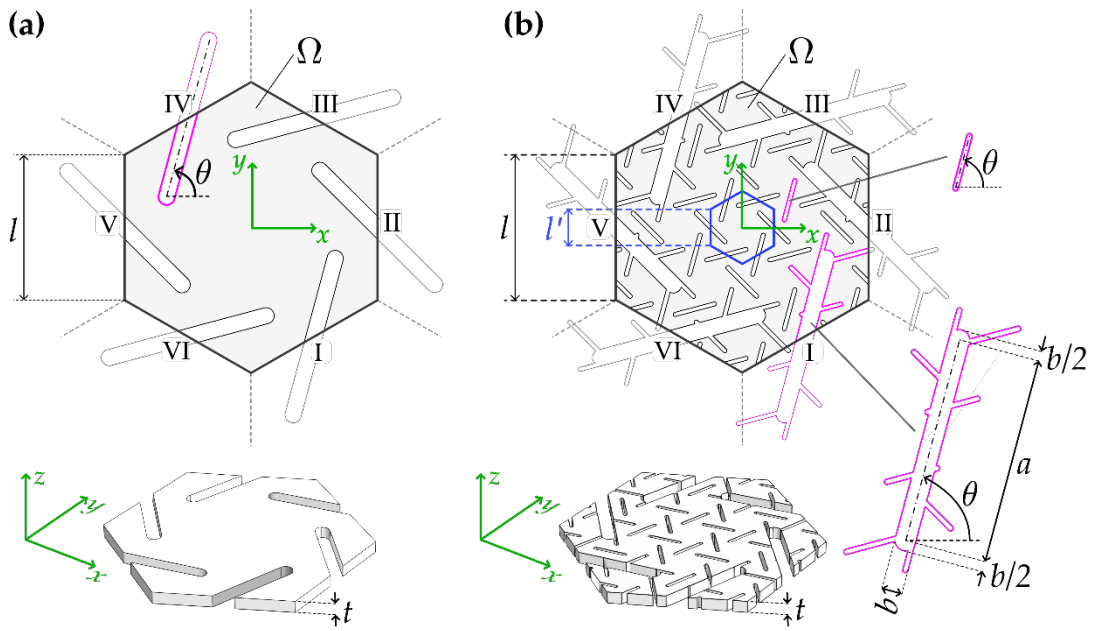 (a)
Ω
IV
III
θ
y
x
l
V
II
VI
I
z
y
x
t
(b)
Ω
IV
III
θ
y
x
l
l'
V
II
VI
I
b/2
a
θ
b/2
b
z
y
x
t